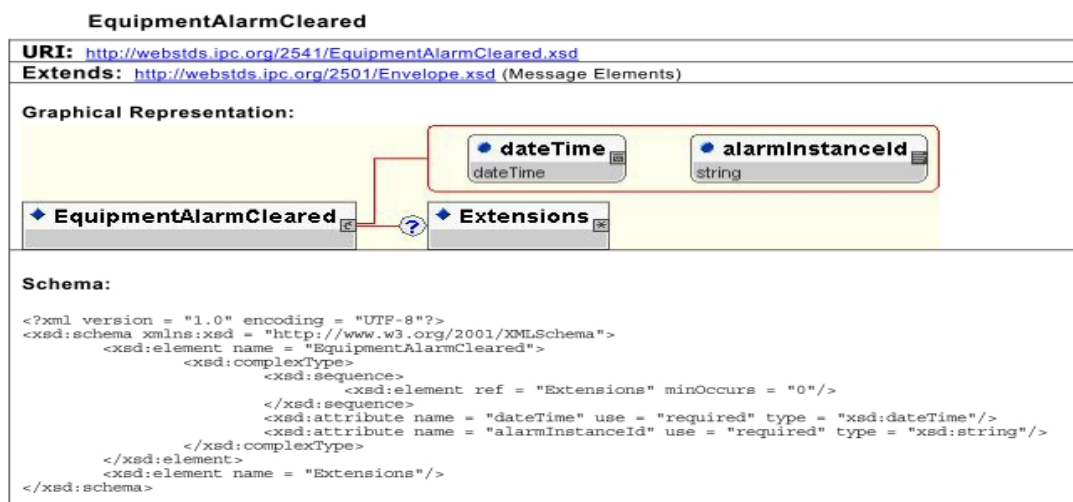 EquipmentAlarmCleared
URI: http://webstds.ipc.org/2541/EquipmentAlarmCleared.xsd
Extends: http://webstds.ipc.org/2501/Envelope.xsd (Message Elements)
Graphical Representation:
dateTime
dateTime
alarmInstanceId
string
EquipmentAlarmCleared
?
Extensions
Schema:
<?xml version = "1.0" encoding = "UTF-8"?>
<xsd:schema xmlns:xsd = "http://www.w3.org/2001/XMLSchema">
<xsd:element name = "EquipmentAlarmCleared">
<xsd:complexType>
<xsd:sequence>
<xsd:element ref = "Extensions" minOccurs = "0"/>
</xsd:sequence>
<xsd:attribute name = "dateTime" use = "required" type = "xsd:dateTime"/>
<xsd:attribute name = "alarmInstanceId" use = "required" type = "xsd:string"/>
</xsd:complexType>
</xsd:element>
<xsd:element name = "Extensions"/>
</xsd:schema>